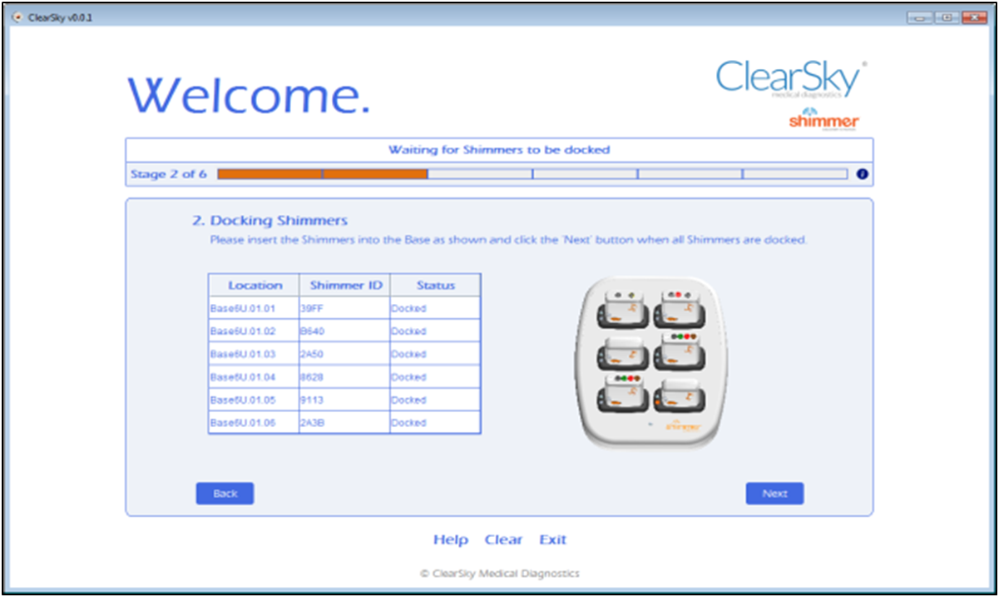 ClearSky v0.0.1
Welcome.
ClearSky
medical diagnostics
shimmer
Waiting for Shimmers to be docked
Stage 2 of 6
2. Docking Shimmers
Please insert the Shimmers into the Base as shown and click the 'Next' button when all Shimmers are docked.
Location Shimmer ID Status
Base6U.01.01 39FF Docked
Base6U.01.02 B640 Docked
Base6U.01.03 2A50 Docked
Base6U.01.04 8628 Docked
Base6U.01.05 9113 Docked
Base6U.01.06 2A3B Docked
shimmer
Back
Next
Help Clear Exit
© ClearSky Medical Diagnostics